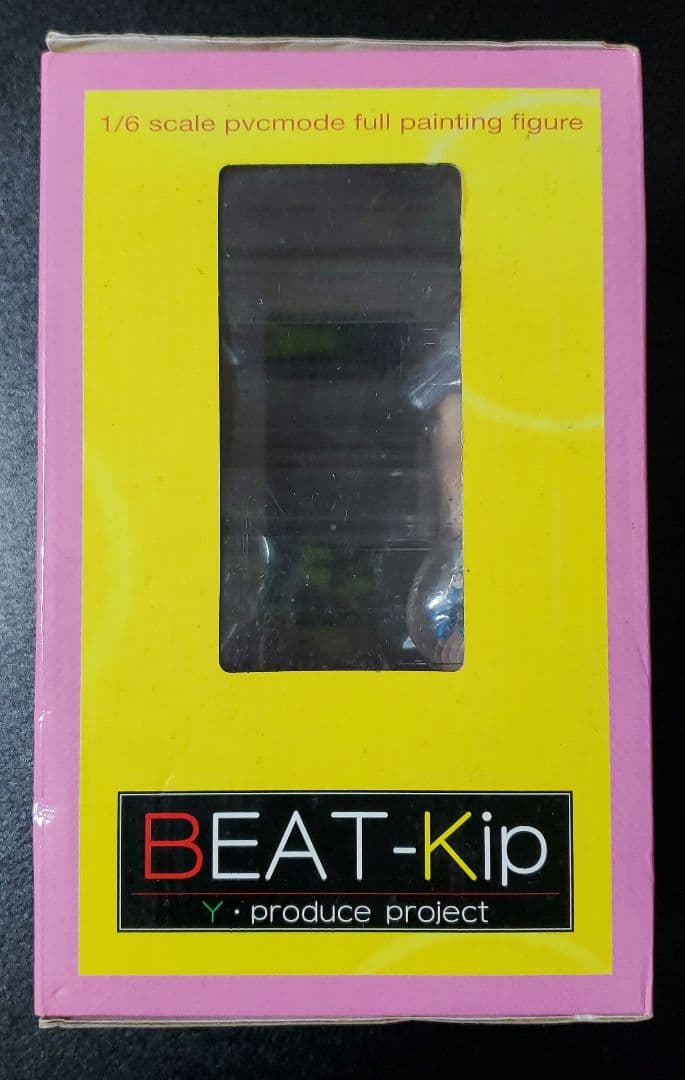 1/6 scale pvcmode full painting figure
BEAT-Kip
Y・produce project